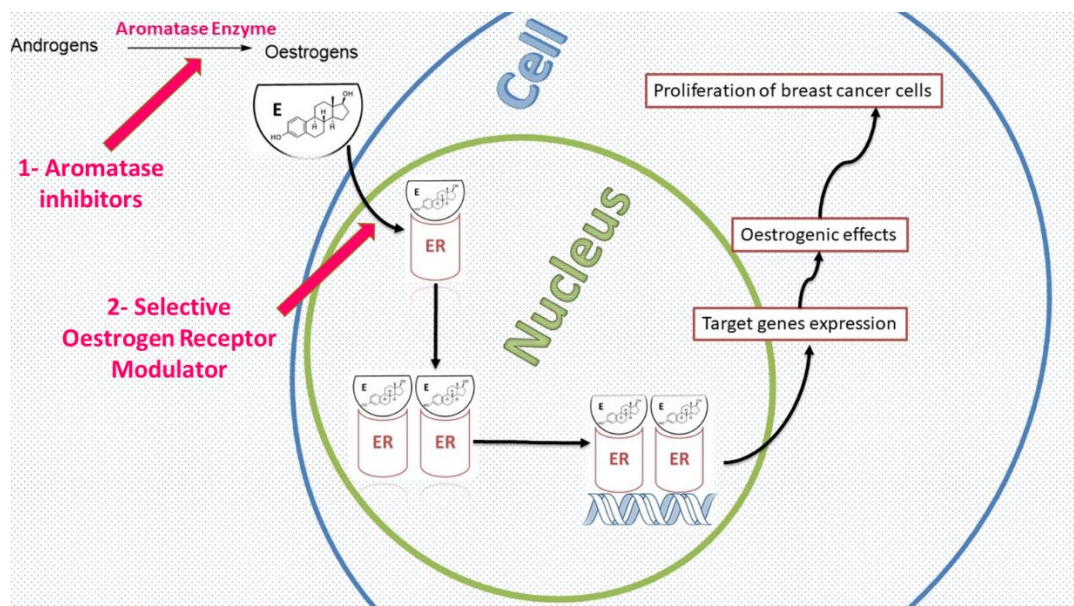 Aromatase Enzyme
Androgens
Oestrogens
E
OH
H
H
H
HO
1- Aromatase
inhibitors
Cell
Nucleus
E
ER
2- Selective
Oestrogen Receptor
Modulator
E
E
ER
ER
E
E
ER
ER
Proliferation of breast cancer cells
Oestrogenic effects
Target genes expression